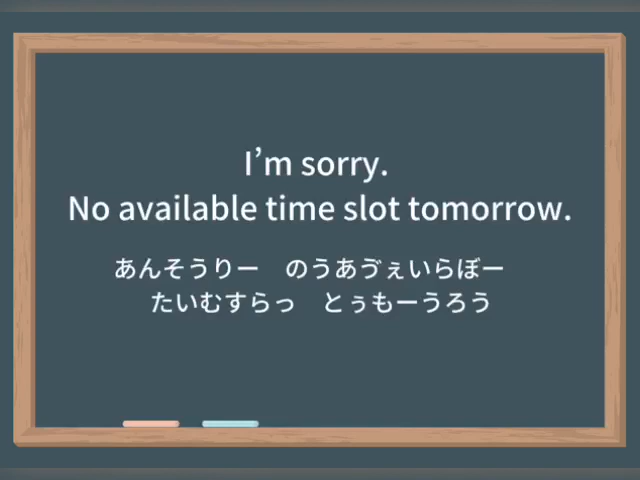 I’m sorry.
No available time slot tomorrow.
あんそうりー　のうあゔぇいらぼー
たいむすらっ　とぅもーうろう